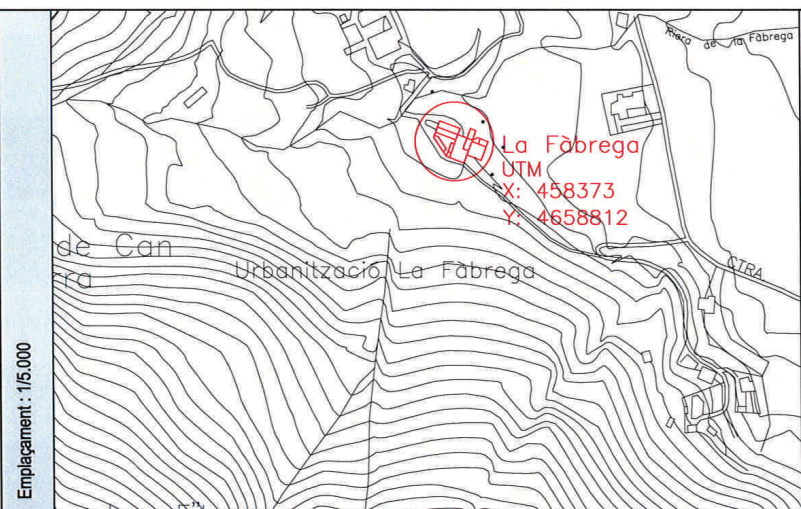 Emplaçament : 1/5.000
Riera de la Fàbrega
La Fàbrega
UTM
X: 458373
Y: 4658812
de Can
rra
Urbanització La Fàbrega
CTRA